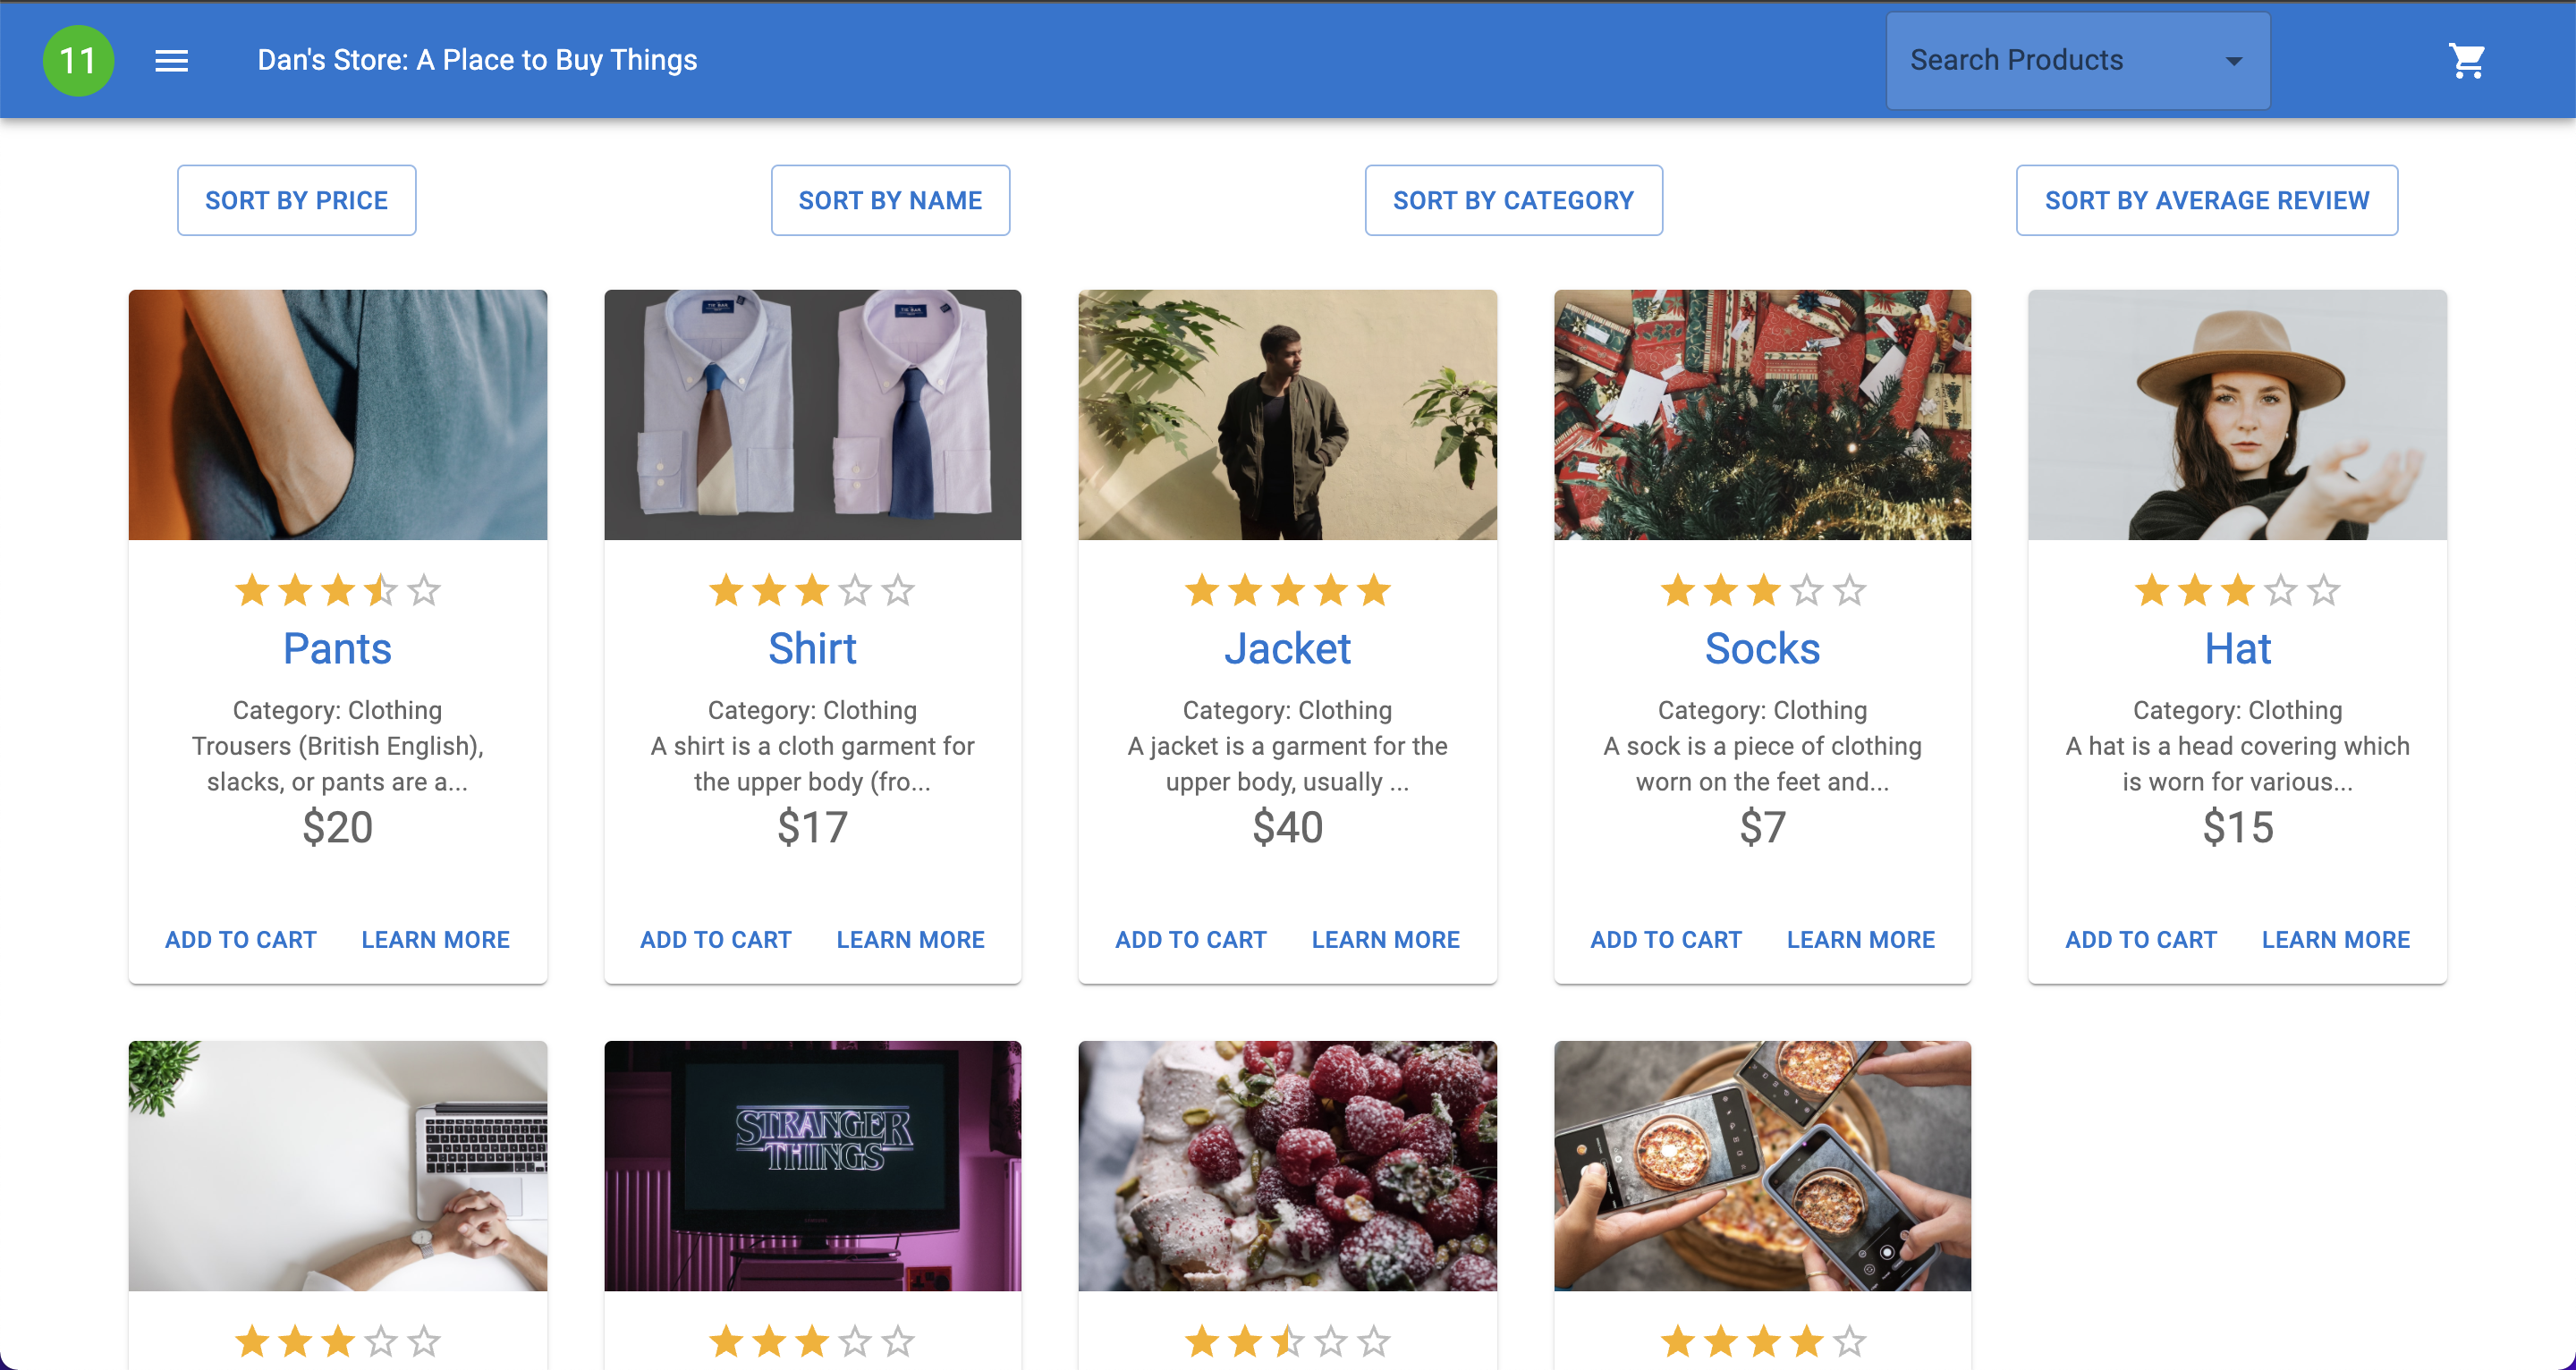 11
Dan's Store: A Place to Buy Things
Search Products
SORT BY PRICE
SORT BY NAME
SORT BY CATEGORY
SORT BY AVERAGE REVIEW
TIE BAR
TIE BAR
Pants
Category: Clothing
Trousers (British English),
slacks, or pants are a...
$20
ADD TO CART
LEARN MORE
Shirt
Category: Clothing
A shirt is a cloth garment for
the upper body (fro...
$17
ADD TO CART
LEARN MORE
Jacket
Category: Clothing
A jacket is a garment for the
upper body, usually ...
$40
ADD TO CART
LEARN MORE
Socks
Category: Clothing
A sock is a piece of clothing
worn on the feet and...
$7
ADD TO CART
LEARN MORE
Hat
Category: Clothing
A hat is a head covering which
is worn for various...
$15
ADD TO CART
LEARN MORE
STRANGER
THINGS